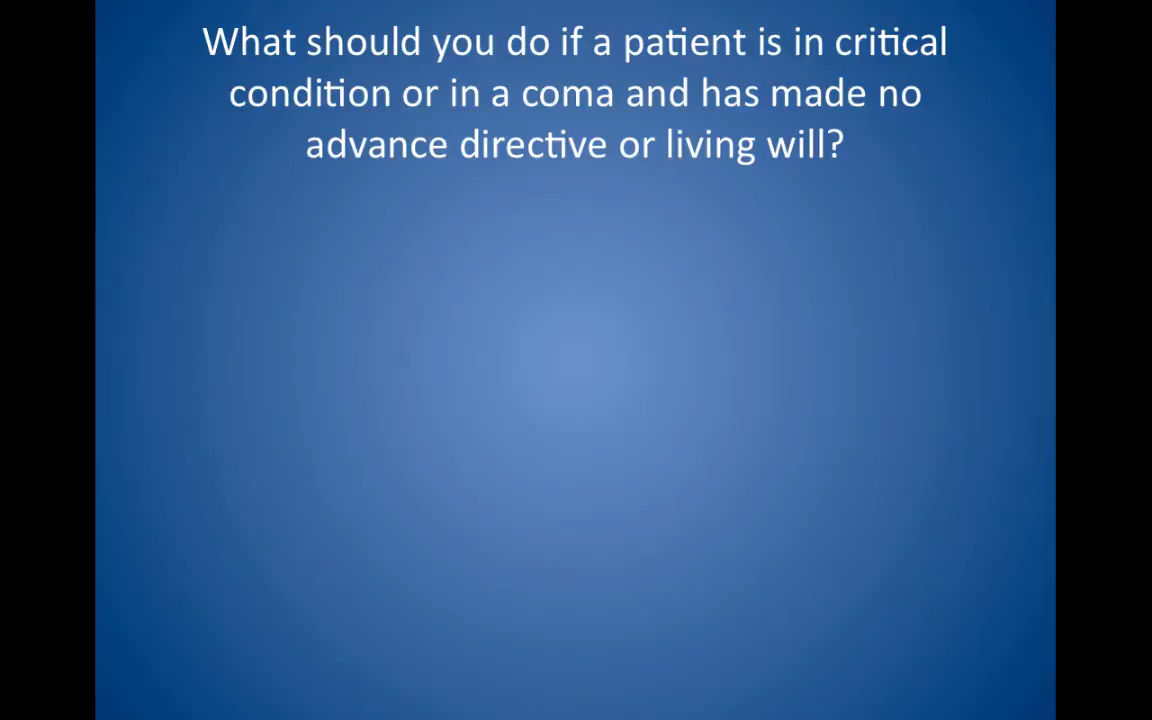 What should you do if a patient is in critical
condition or in a coma and has made no
advance directive or living will?